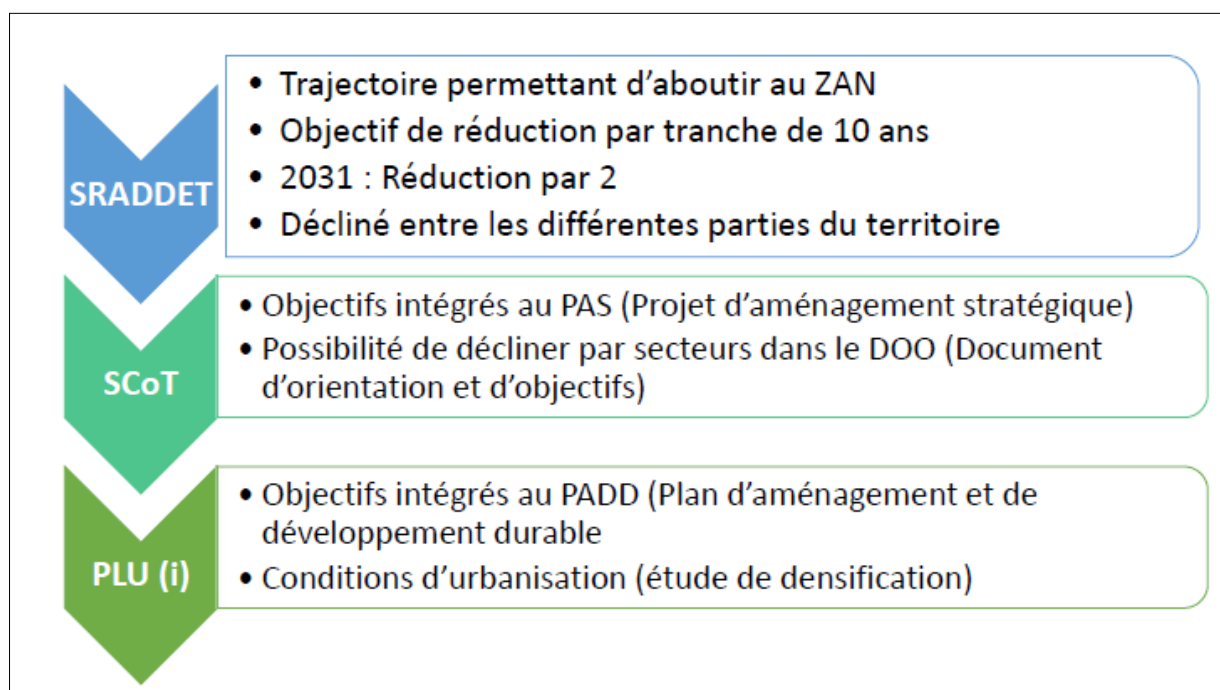 SRADDET
• Trajectoire permettant d'aboutir au ZAN
• Objectif de réduction par tranche de 10 ans
• 2031 : Réduction par 2
• Décliné entre les différentes parties du territoire
SCoT
• Objectifs intégrés au PAS (Projet d'aménagement stratégique)
• Possibilité de décliner par secteurs dans le DOO (Document
d'orientation et d'objectifs)
PLU (i)
• Objectifs intégrés au PADD (Plan d'aménagement et de
développement durable
• Conditions d'urbanisation (étude de densification)